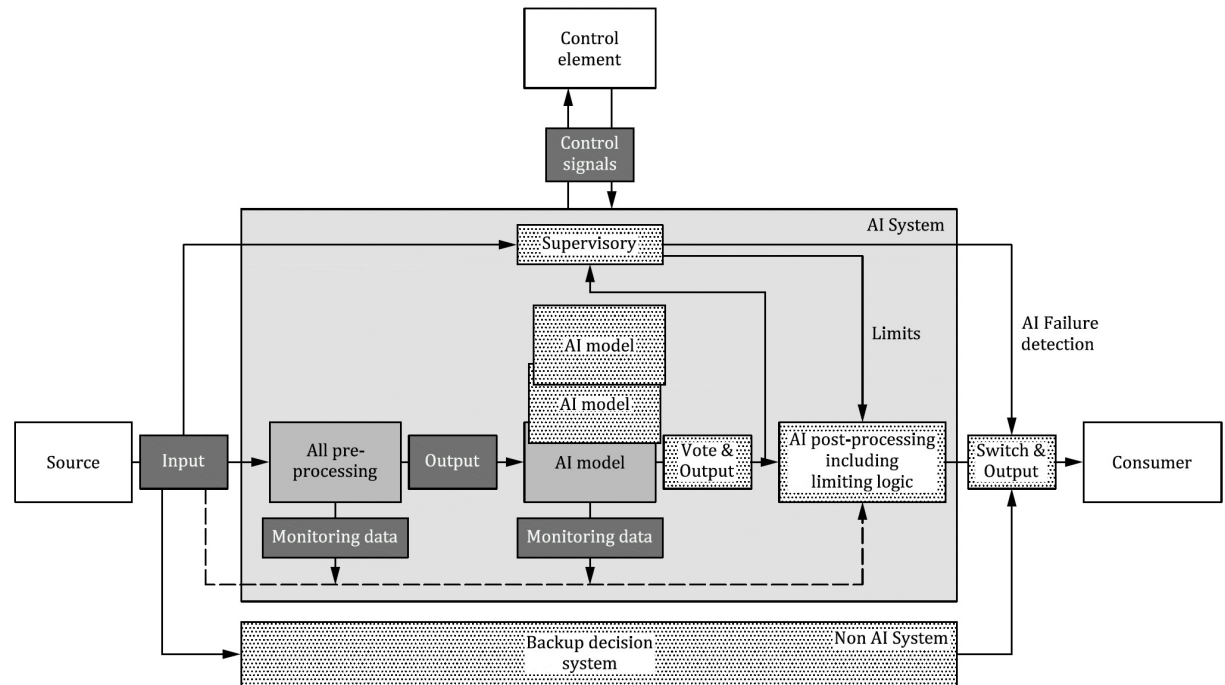 Control
element
Control
signals
AI System
Supervisory
AI model
Limits
AI Failure
detection
AI model
Source
Input
All pre-
processing
Output
AI model
Vote &
Output
AI post-processing
including
limiting logic
Switch &
Output
Consumer
Monitoring data
Monitoring data
Backup decision
system
Non AI System